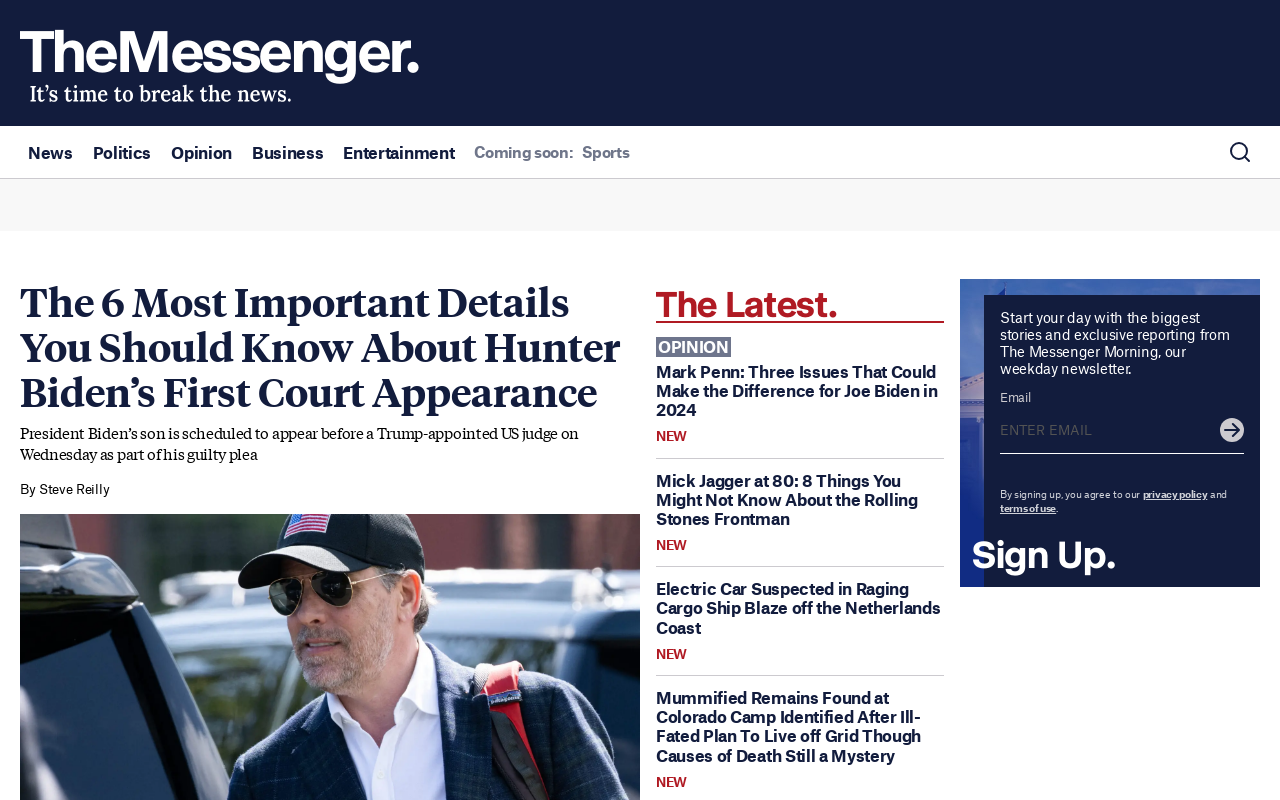 TheMessenger.
It's time to break the news.
News Politics Opinion Business Entertainment Coming soon: Sports
The 6 Most Important Details
You Should Know About Hunter
Biden's First Court Appearance
President Biden's son is scheduled to appear before a Trump-appointed US judge on
Wednesday as part of his guilty plea
By Steve Reilly
The Latest.
OPINION
Mark Penn: Three Issues That Could
Make the Difference for Joe Biden in
2024
NEW
Mick Jagger at 80: 8 Things You
Might Not Know About the Rolling
Stones Frontman
NEW
Electric Car Suspected in Raging
Cargo Ship Blaze off the Netherlands
Coast
NEW
Mummified Remains Found at
Colorado Camp Identified After Ill-
Fated Plan To Live off Grid Though
Causes of Death Still a Mystery
NEW
Start your day with the biggest
stories and exclusive reporting from
The Messenger Morning, our
weekday newsletter.
Email
ENTER EMAIL
By signing up, you agree to our privacy policy and
terms of use.
Sign Up.